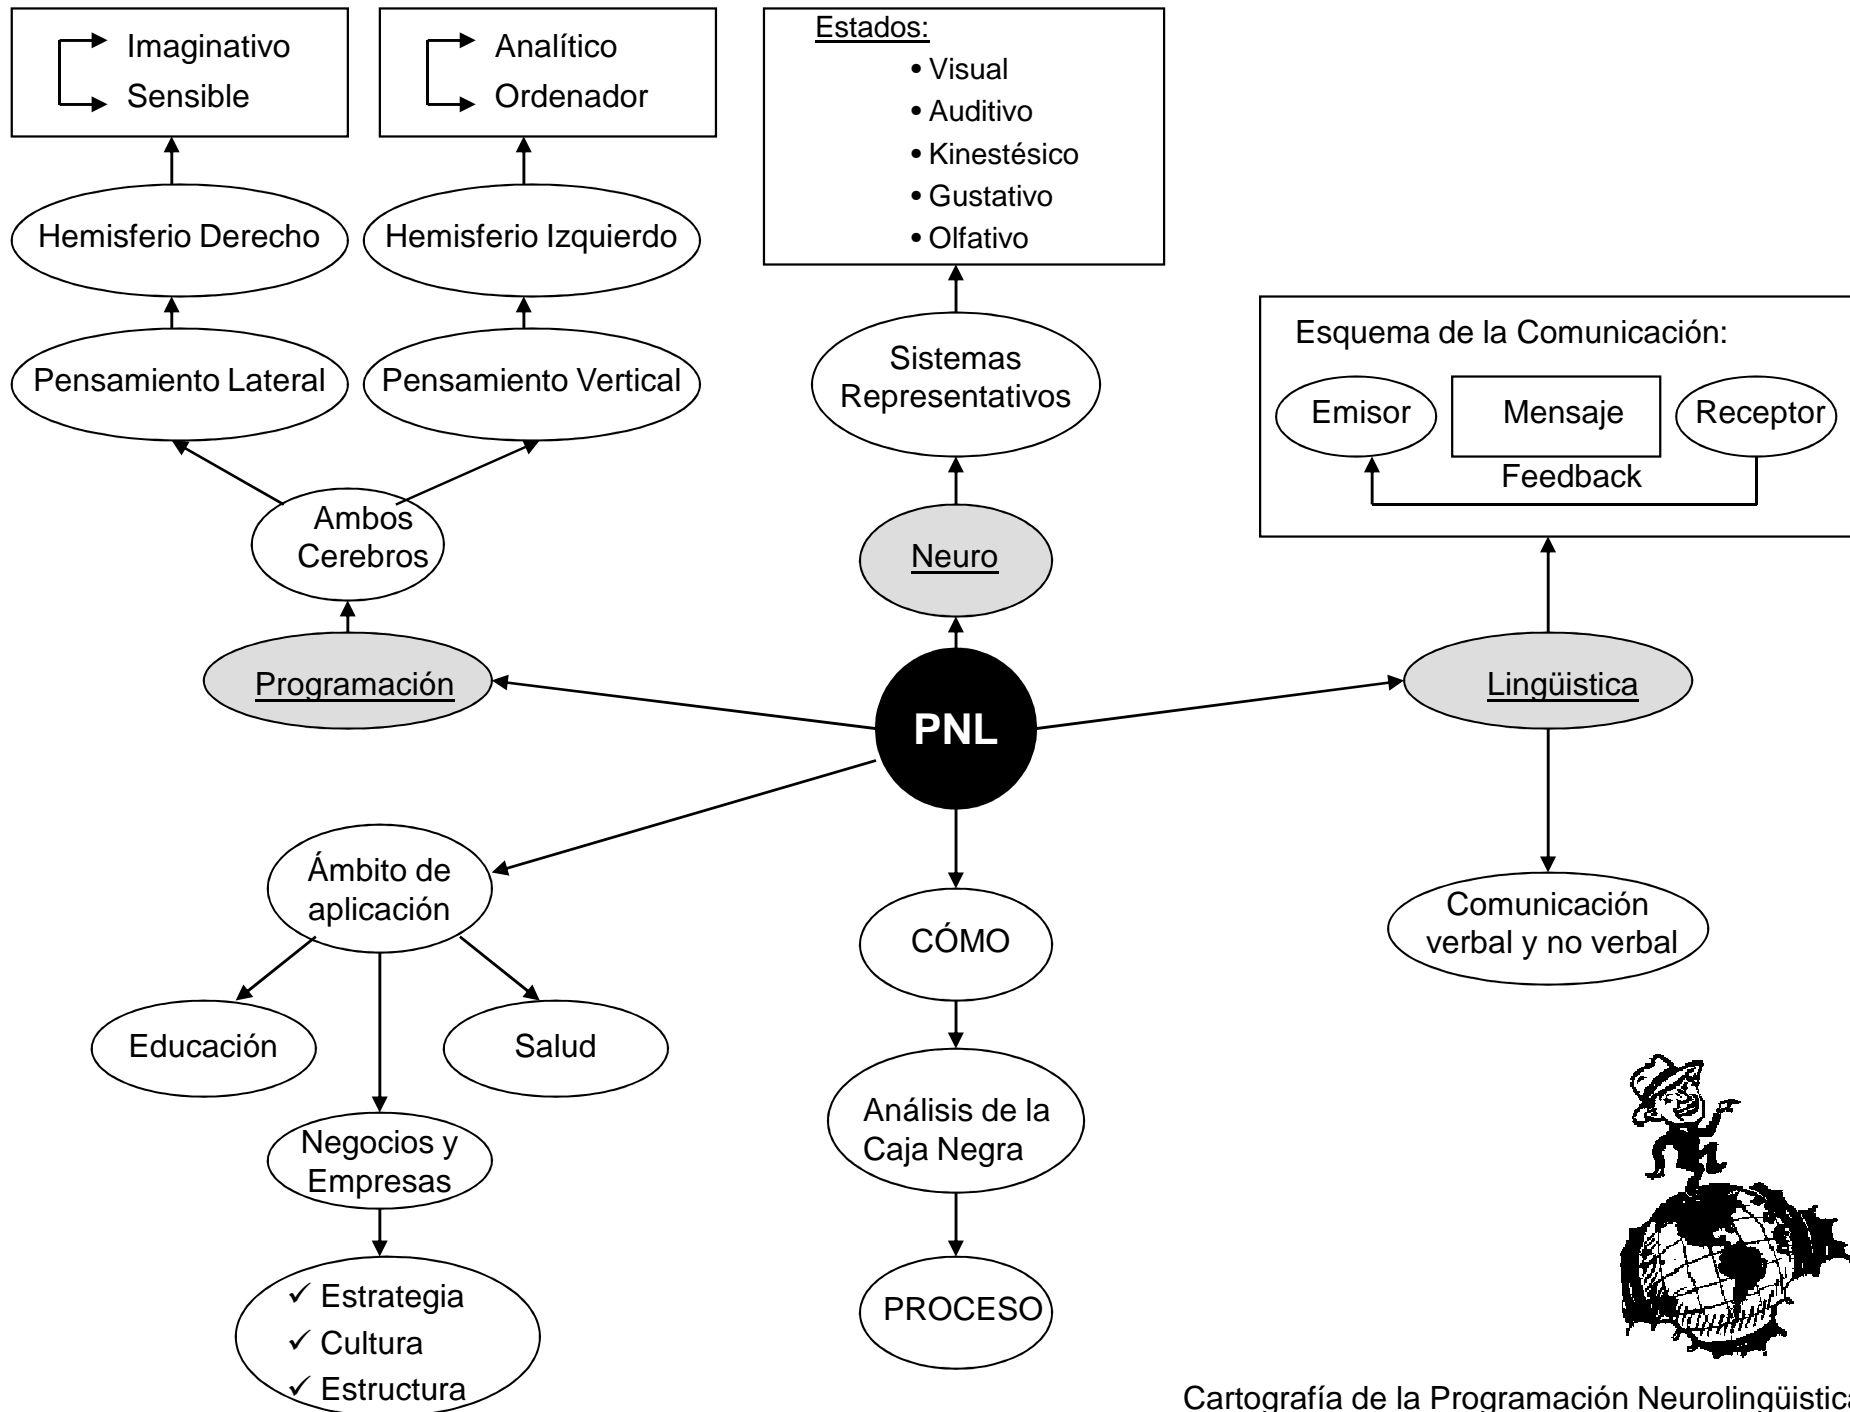 Imaginativo
Sensible
Analítico
Ordenador
Estados:
• Visual
• Auditivo
• Kinestésico
• Gustativo
• Olfativo
Hemisferio Derecho
Hemisferio Izquierdo
Pensamiento Lateral
Pensamiento Vertical
Sistemas
Representativos
Esquema de la Comunicación:
Emisor
Mensaje
Receptor
Feedback
Ambos
Cerebros
Neuro
Programación
PNL
Lingüistica
Ámbito de
aplicación
CÓMO
Comunicación
verbal y no verbal
Educación
Salud
Análisis de la
Caja Negra
Negocios y
Empresas
PROCESO
✓ Estrategia
✓ Cultura
✓ Estructura
Cartografía de la Programación Neurolingüistica